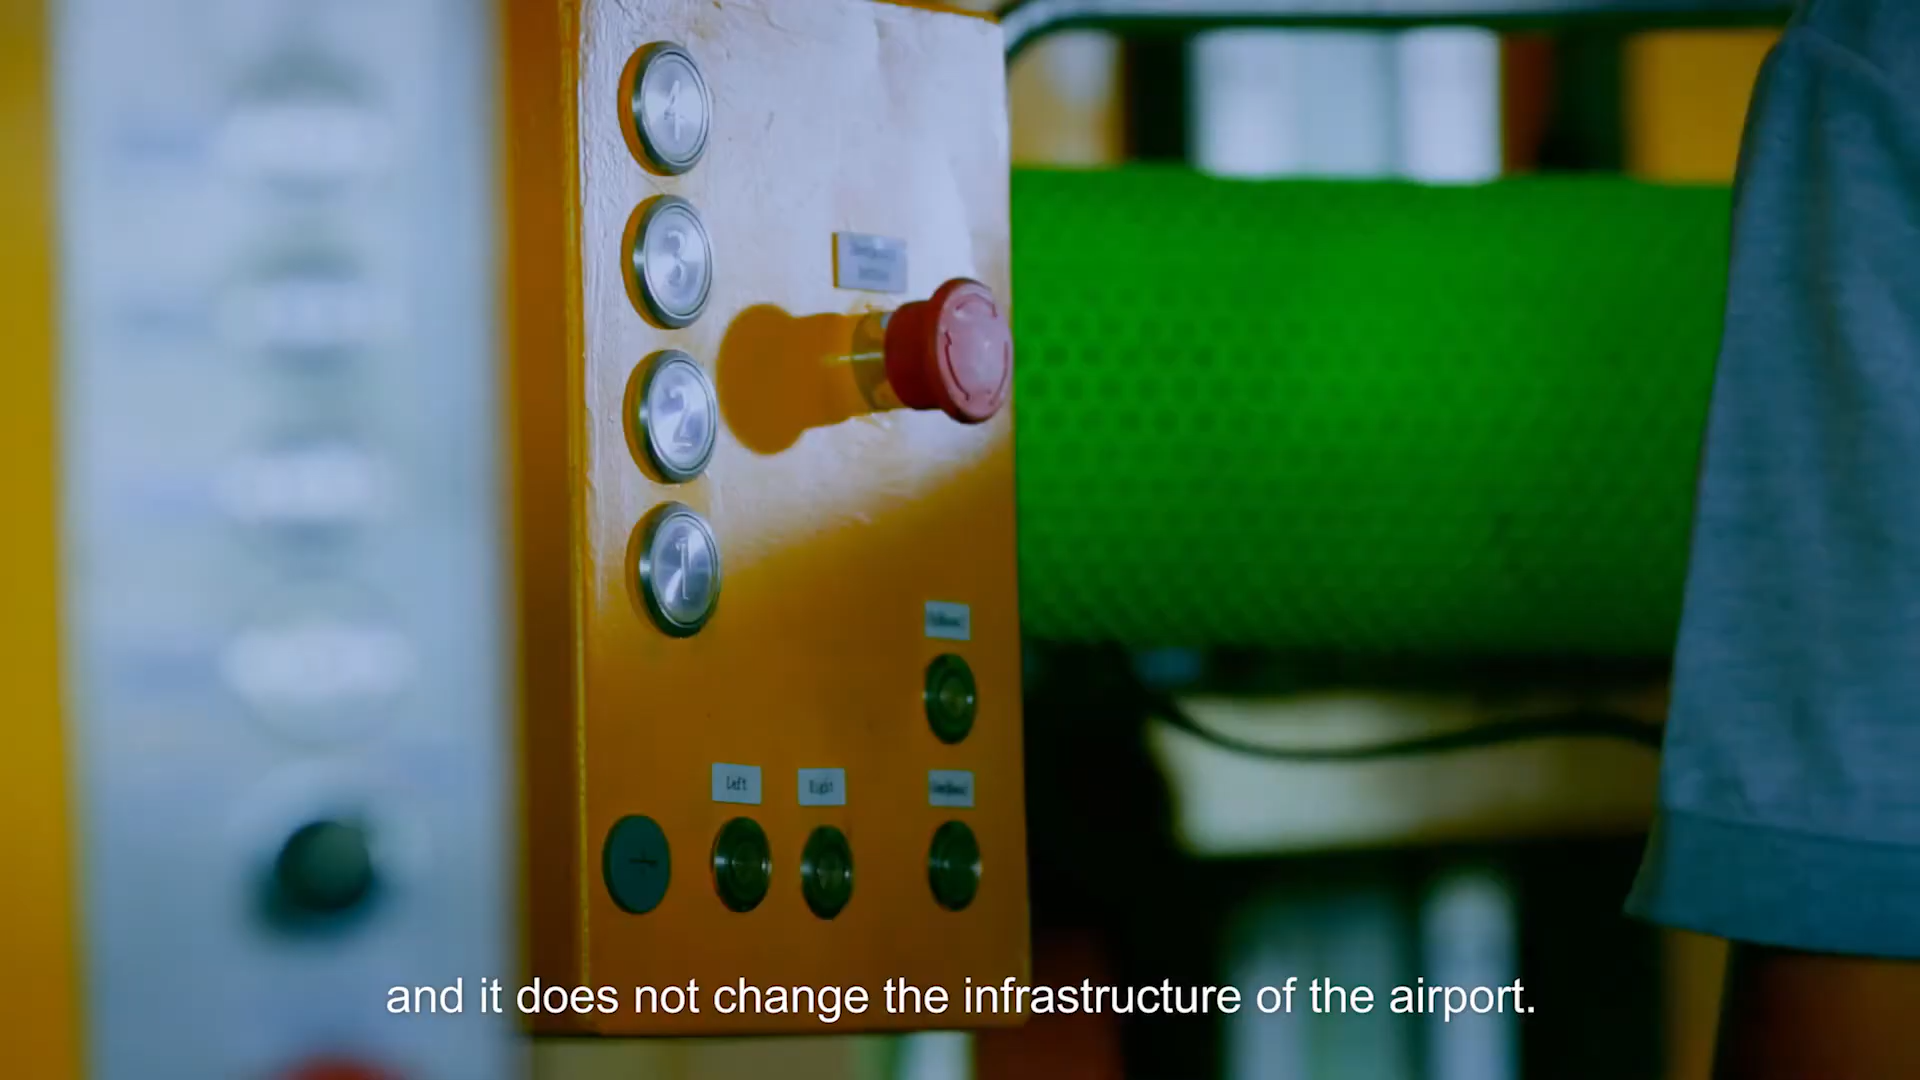 4
3
2
1
Left
Right
and it does not change the infrastructure of the airport.